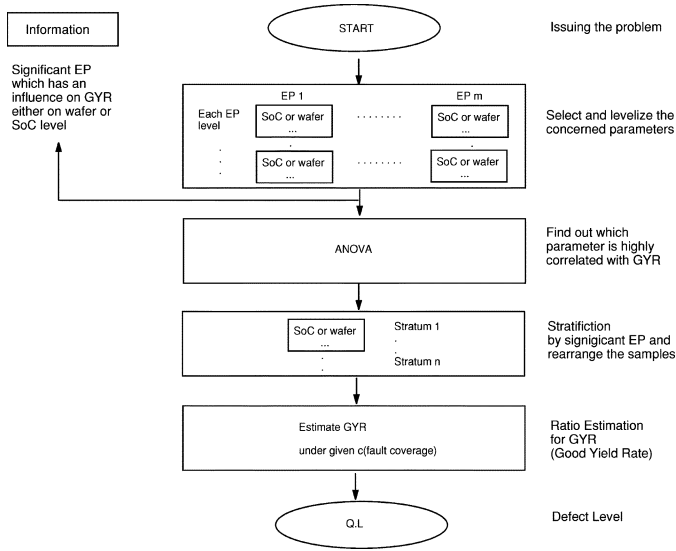 Information
START
Issuing the problem
Significant EP
which has an
influence on GYR
either on wafer or
SoC level
EP 1
EP m
Each EP
level
SoC or wafer
...
. . . . . . . .
SoC or wafer
...
.
.
.
.
.
SoC or wafer
...
. . . . . . . .
SoC or wafer
...
Select and levelize the
concerned parameters
ANOVA
Find out which
parameter is highly
correlated with GYR
SoC or wafer
...
.
.
Stratum 1
.
.
Stratum n
Stratifiction
by signigicant EP and
rearrange the samples
Estimate GYR
under given c(fault coverage)
Ratio Estimation
for GYR
(Good Yield Rate)
Q.L
Defect Level